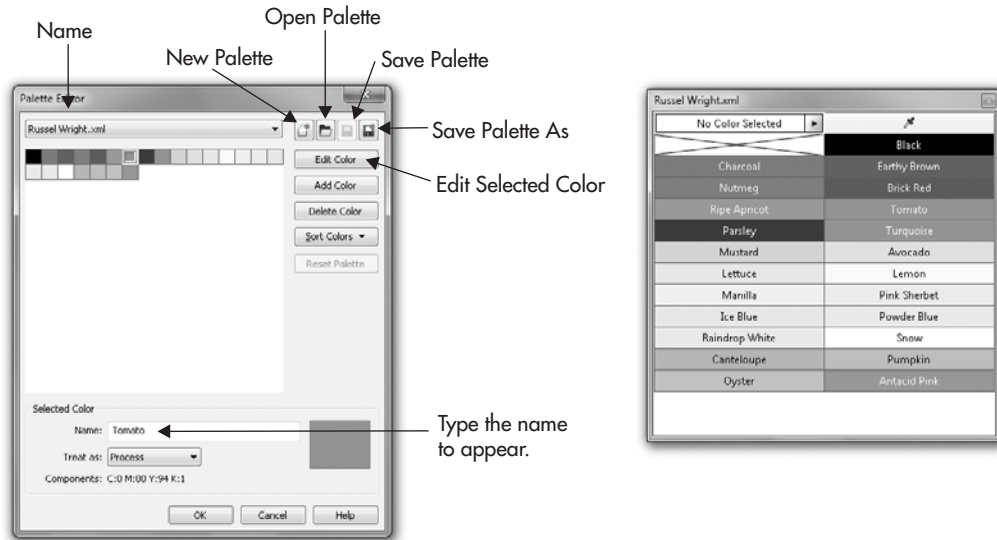 Open Palette
Name
New Palette
Save Palette
Palette Editor
Russel Wright.xml
Save Palette As
Edit Color
Edit Selected Color
Add Color
Delete Color
Sort Colors
Reset Palette
Selected Color
Name: Tomato
Type the name
to appear.
Treat as: Process
Components: C:0 M:80 Y:94 K:1
OK Cancel Help
Russel Wright.xml
No Color Selected
Black
Charcoal Earthy Brown
Nutmeg Brick Red
Ripe Apricot Tomato
Parsley Turquoise
Mustard Avocado
Lettuce Lemon
Manilla Pink Sherbet
Ice Blue Powder Blue
Raindrop White Snow
Canteloupe Pumpkin
Oyster Antacid Pink